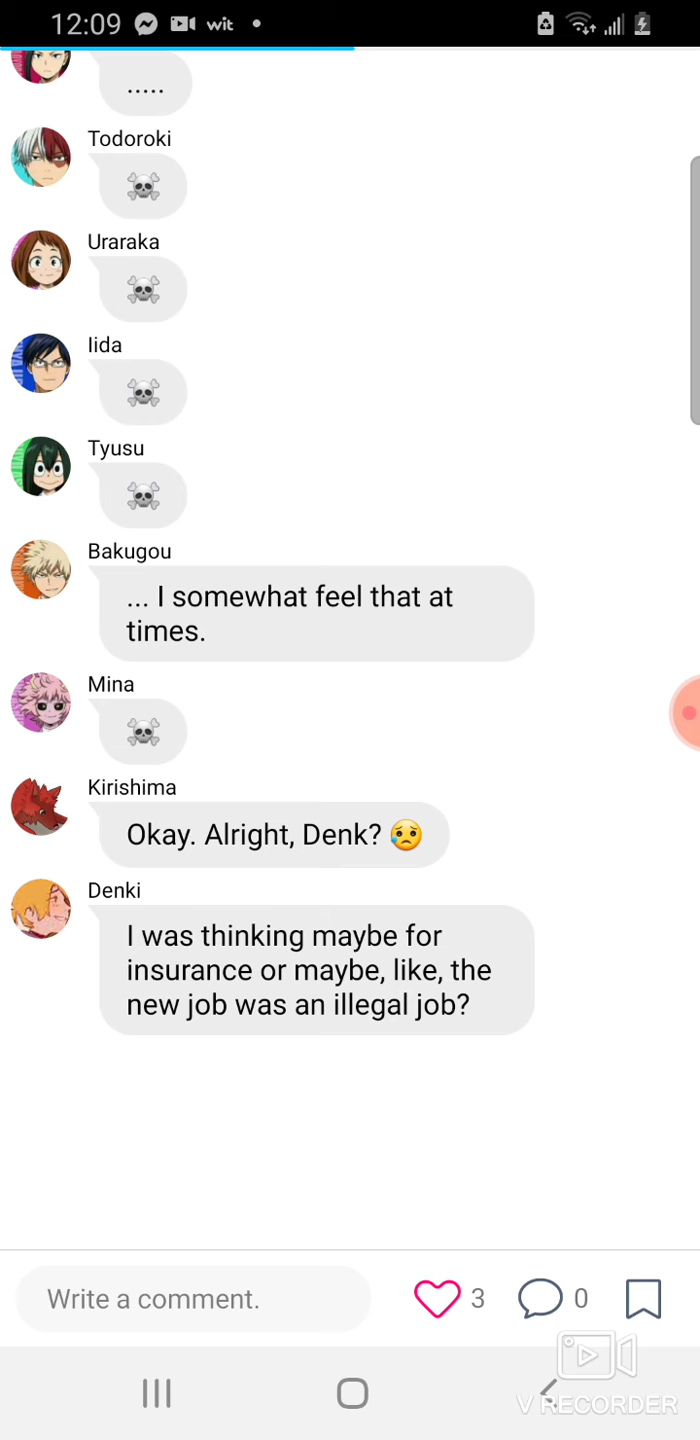 12:09 wit
.....
Todoroki
☠
Uraraka
☠
Iida
☠
Tyusu
☠
Bakugou
... I somewhat feel that at
times.
Mina
☠
Kirishima
Okay. Alright, Denk? 😥
Denki
I was thinking maybe for
insurance or maybe, like, the
new job was an illegal job?
Write a comment. 3 0
V RECORDER